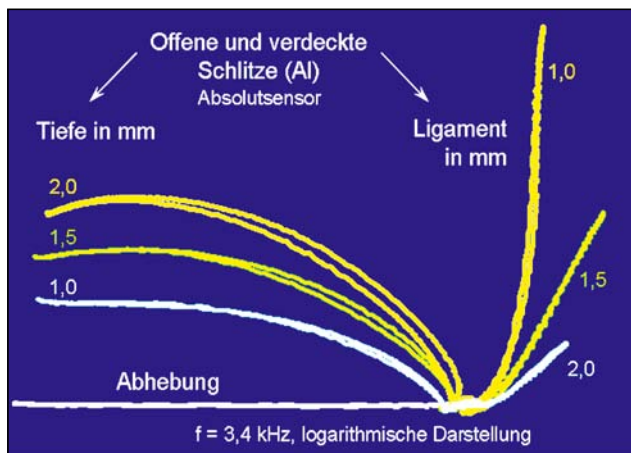 Offene und verdeckte
Schlitze (Al)
Absolutsensor
Tiefe in mm
Ligament
in mm
1,0
2,0
1,5
1,0
1,5
2,0
Abhebung
f = 3,4 kHz, logarithmische Darstellung